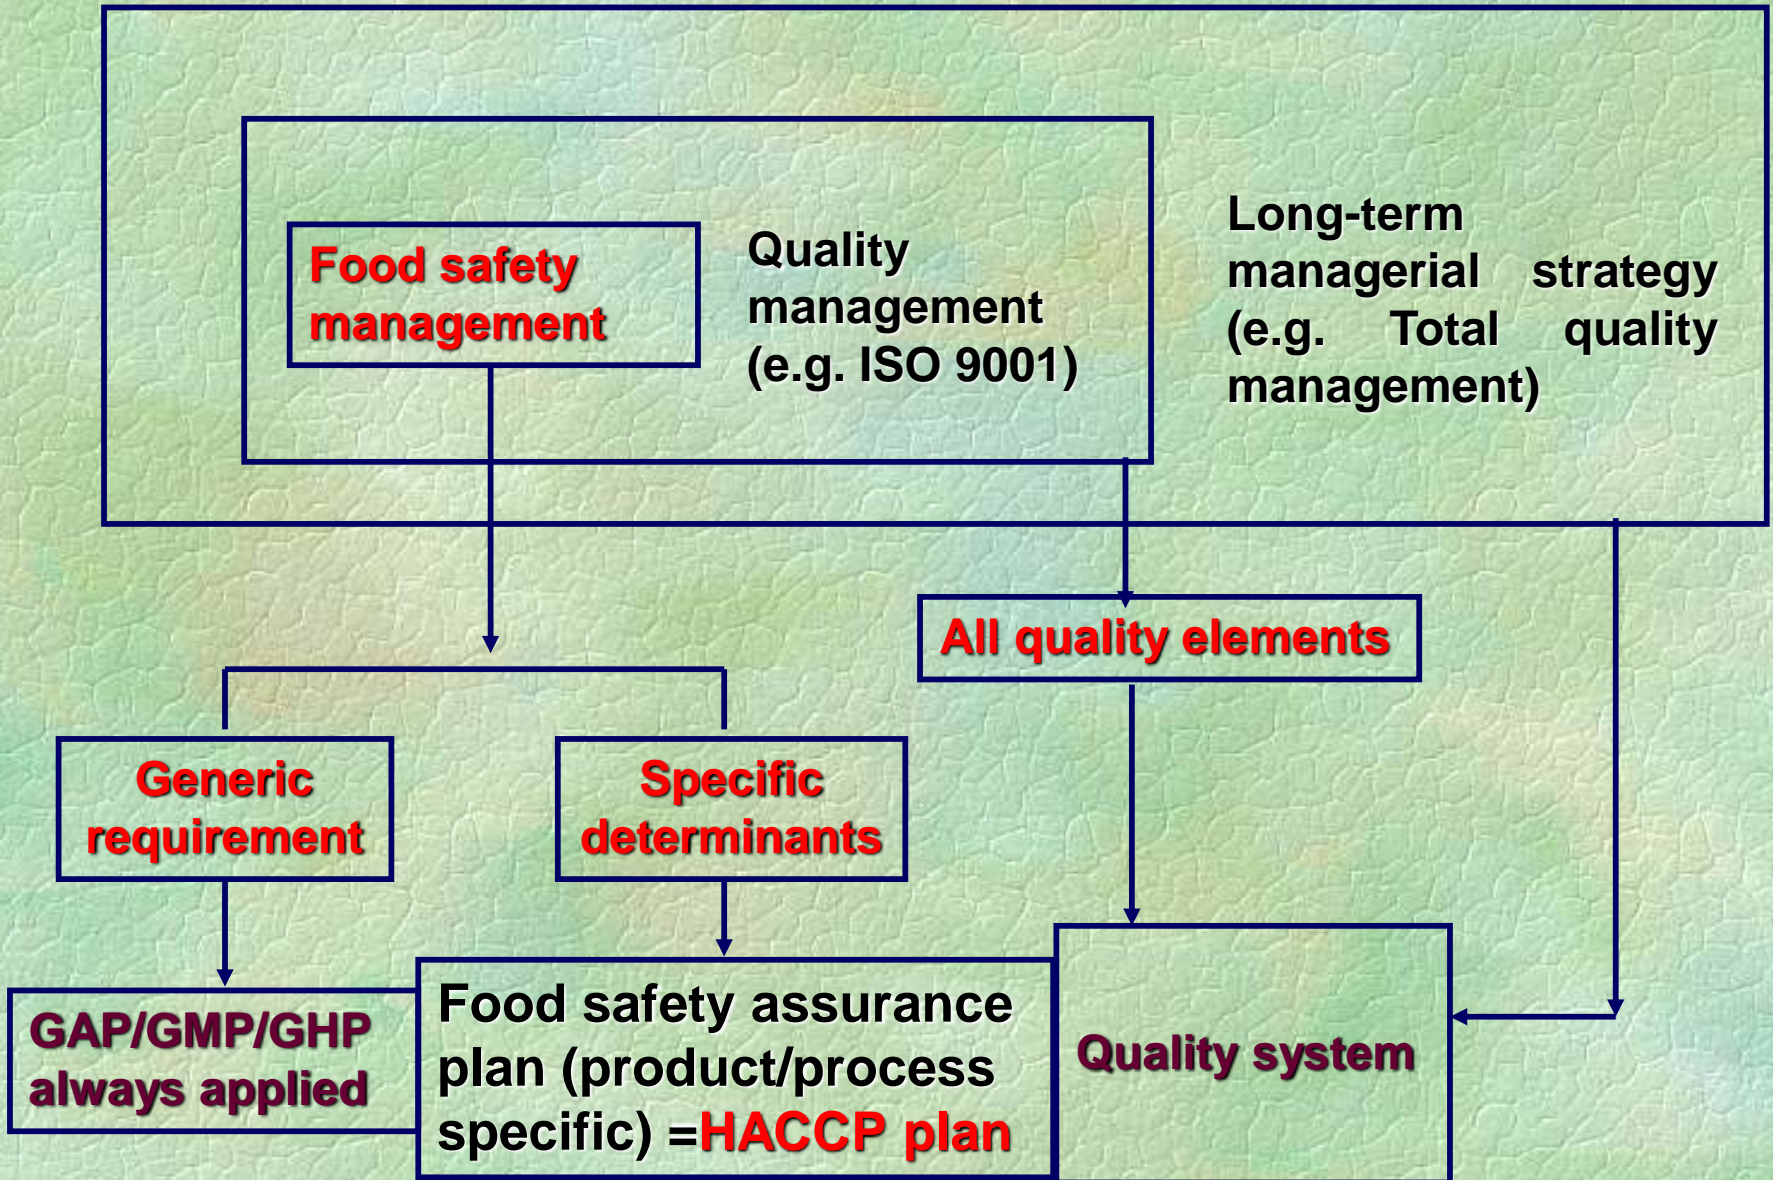 Food safety
management
Quality
management
(e.g. ISO 9001)
Long-term
managerial strategy
(e.g. Total quality
management)
All quality elements
Generic
requirement
Specific
determinants
GAP/GMP/GHP
always applied
Food safety assurance
plan (product/process
specific) =HACCP plan
Quality system